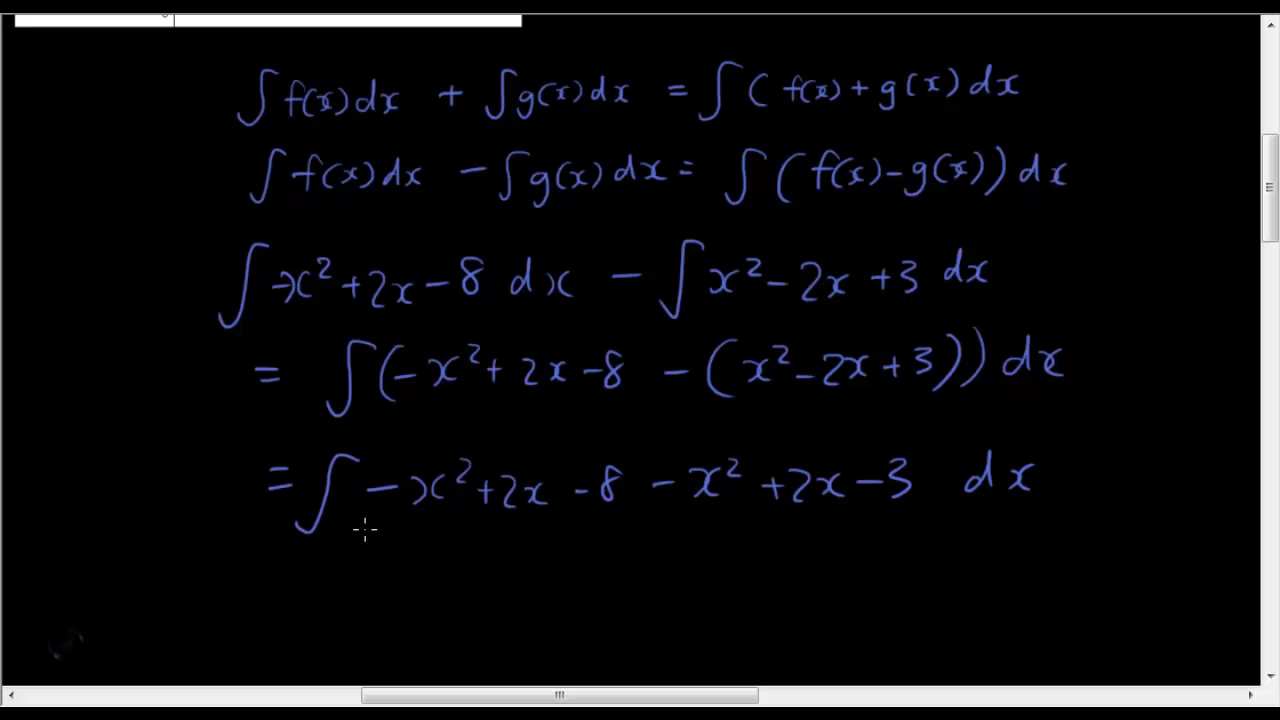 ∫ f(x) dx + ∫ g(x) dx = ∫ ( f(x) + g(x) dx
∫ f(x) dx - ∫ g(x) dx = ∫ ( f(x) - g(x) ) dx
∫ -x² + 2x - 8 dx - ∫ x² - 2x + 3 dx
= ∫ ( -x² + 2x - 8 - ( x² - 2x + 3 ) ) dx
= ∫ -x² + 2x - 8 - x² + 2x - 3 dx